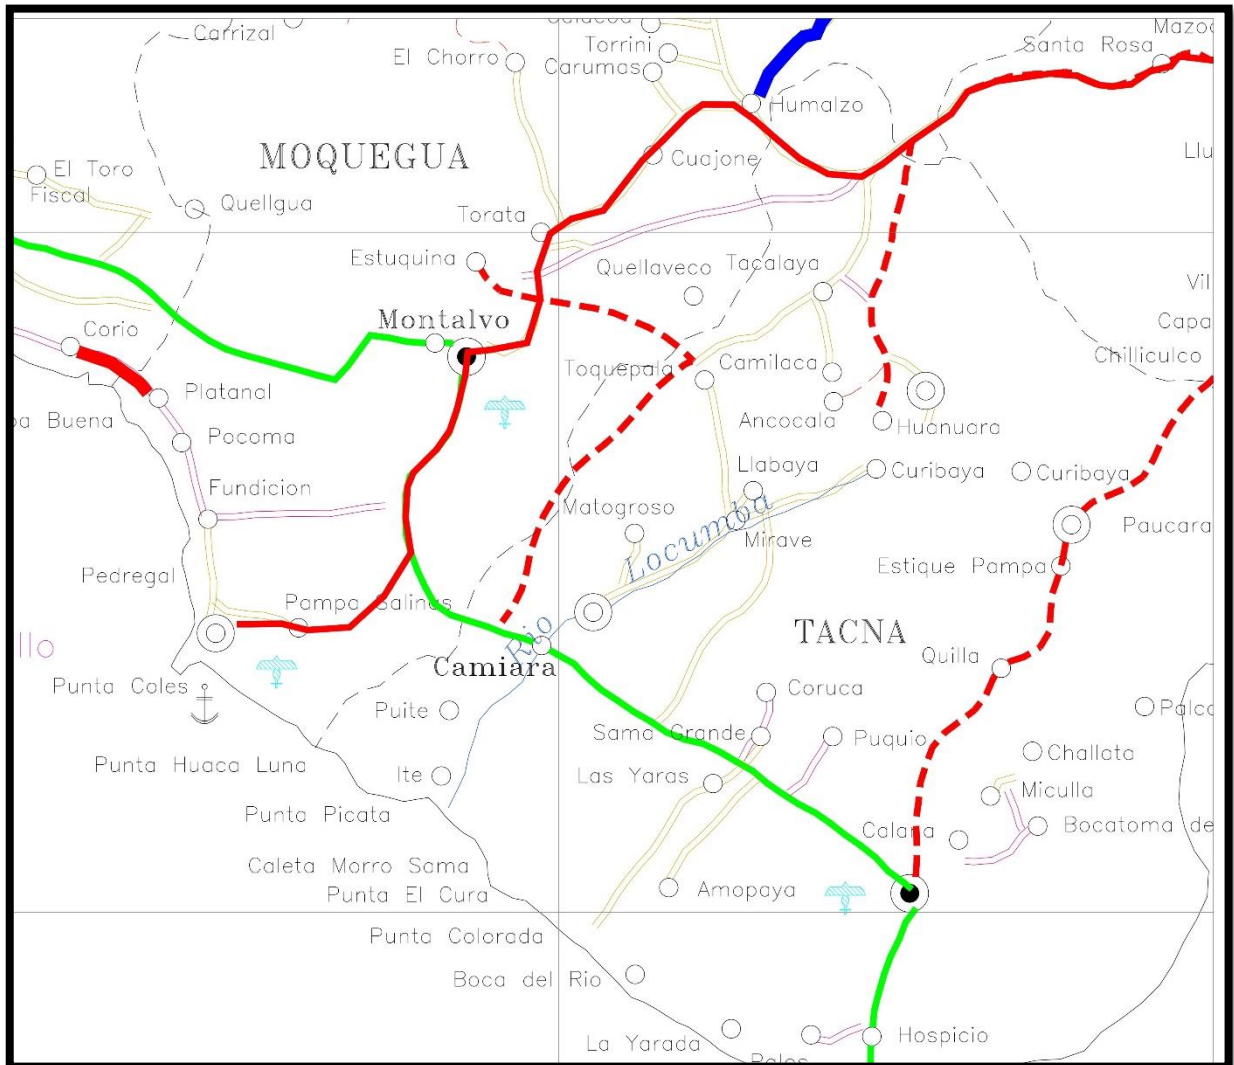 Carrizal
El Chorro
Torrini
Carumas
Santa Rosa
Humalzo
MOQUEGUA
Cuajone
El Toro
Fiscal
Quellgua
Torata
Estuquina
Quellaveco
Tacalaya
Montalvo
Corio
Chilliculco
Toquepala
Camilaca
Platanal
Buena
Ancocala
Huanuara
Pocoma
Llabaya
Curibaya
Curibaya
Fundicion
Matogroso
Rio Locumba
Mirave
Paucara
Estique Pampa
Pedregal
Pampa Salinas
TACNA
Quilla
Camiara
Punta Coles
Coruca
Puite
Sama Grande
Puquio
Challata
Punta Huaca Luna
Ite
Las Yaras
Miculla
Punta Picata
Calana
Bocatoma de
Caleta Morro Sama
Punta El Cura
Amopaya
Punta Colorada
Boca del Rio
La Yarada
Hospicio